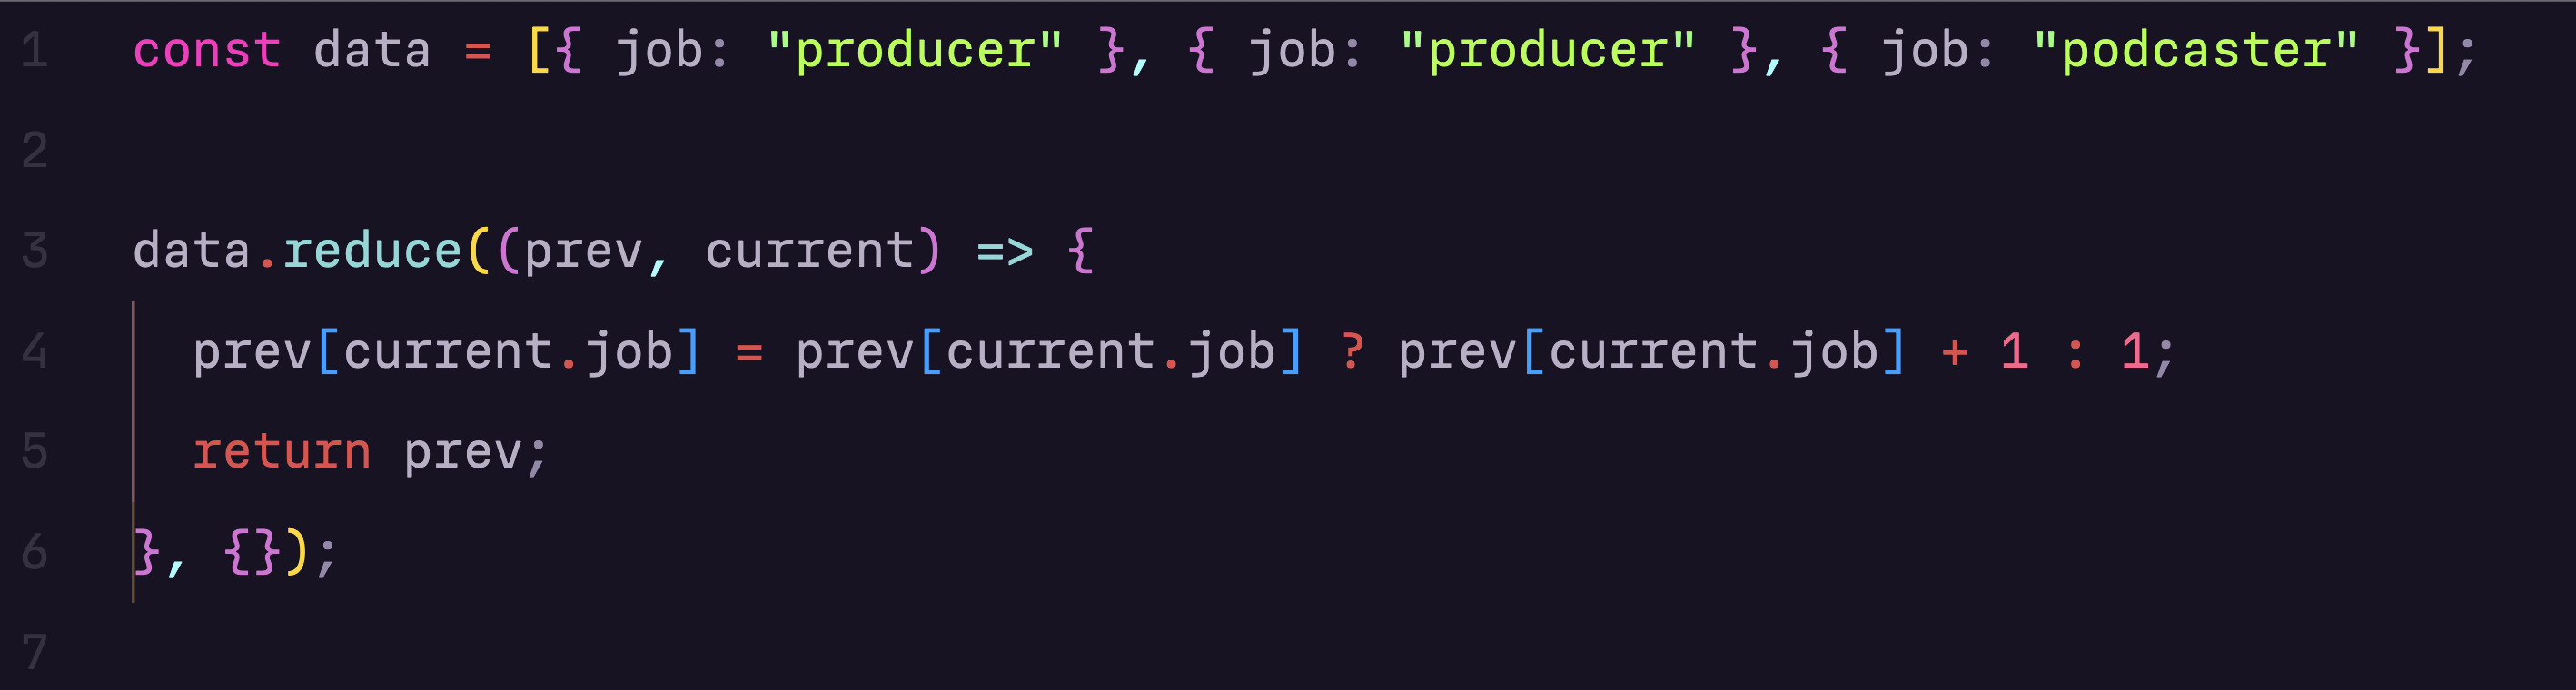 1 const data = [{ job: "producer" }, { job: "producer" }, { job: "podcaster" }];
2
3 data.reduce((prev, current) => {
4 prev[current.job] = prev[current.job] ? prev[current.job] + 1 : 1;
5 return prev;
6 }, {});
7